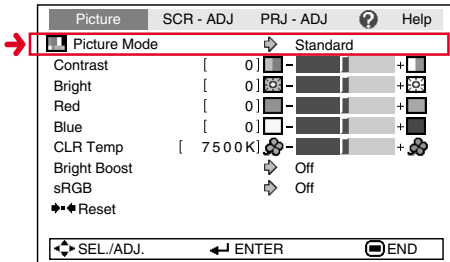 Picture SCR - ADJ PRJ - ADJ ? Help
Picture Mode Standard
Contrast [ 0] - +
Bright [ 0] - +
Red [ 0] - +
Blue [ 0] - +
CLR Temp [ 7500K] - +
Bright Boost Off
sRGB Off
Reset
SEL./ADJ. ENTER END